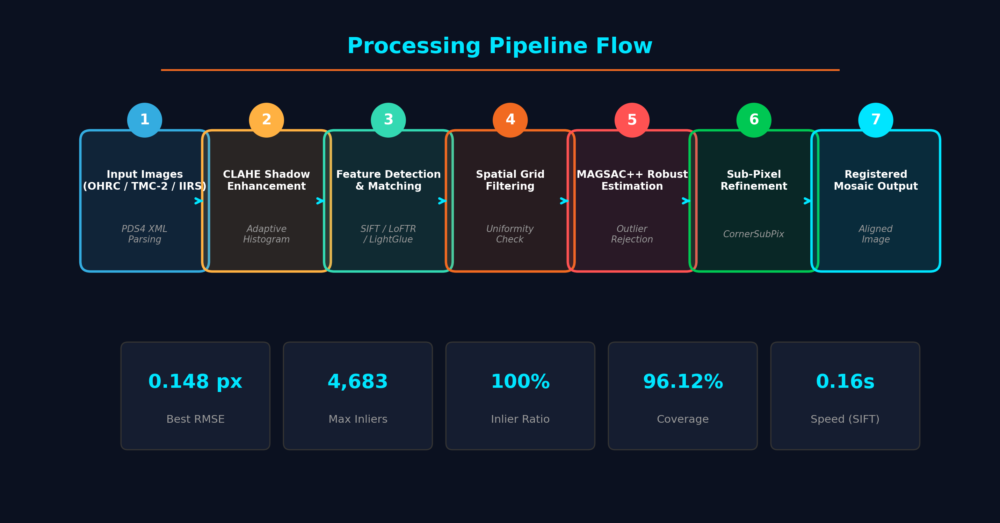 Processing Pipeline Flow
1
2
3
4
5
6
7
Input Images
(OHRC / TMC-2 / IIRS)
PDS4 XML
Parsing
CLAHE Shadow
Enhancement
Adaptive
Histogram
Feature Detection
& Matching
SIFT / LoFTR
/ LightGlue
Spatial Grid
Filtering
Uniformity
Check
MAGSAC++ Robust
Estimation
Outlier
Rejection
Sub-Pixel
Refinement
CornerSubPix
Registered
Mosaic Output
Aligned
Image
0.148 px
Best RMSE
4,683
Max Inliers
100%
Inlier Ratio
96.12%
Coverage
0.16s
Speed (SIFT)